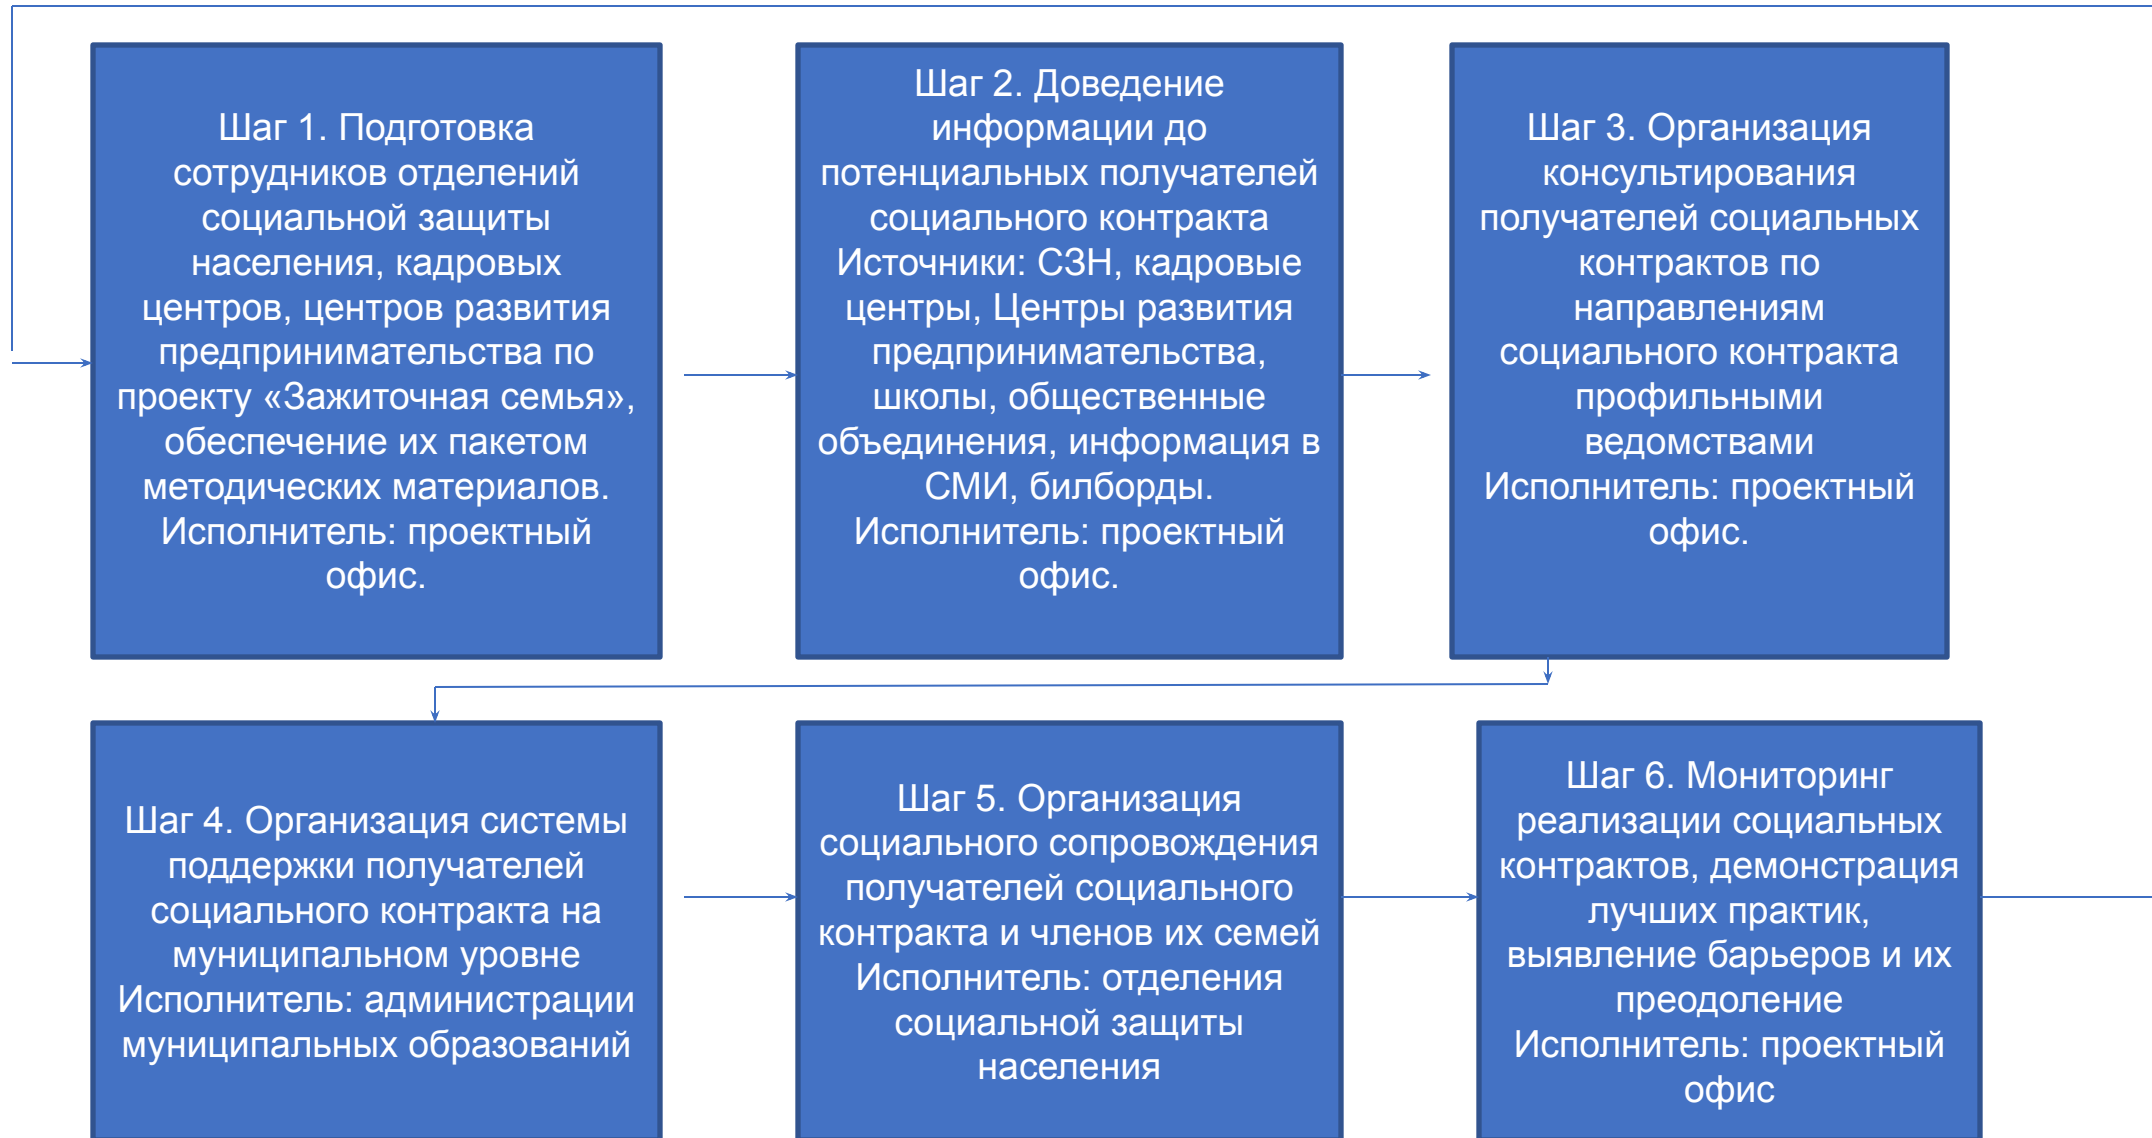 Шаг 1. Подготовка
сотрудников отделений
социальной защиты
населения, кадровых
центров, центров развития
предпринимательства по
проекту «Зажиточная семья»,
обеспечение их пакетом
методических материалов.
Исполнитель: проектный
офис.
Шаг 2. Доведение
информации до
потенциальных получателей
социального контракта
Источники: СЗН, кадровые
центры, Центры развития
предпринимательства,
школы, общественные
объединения, информация в
СМИ, билборды.
Исполнитель: проектный
офис.
Шаг 3. Организация
консультирования
получателей социальных
контрактов по
направлениям
социального контракта
профильными
ведомствами
Исполнитель: проектный
офис.
Шаг 4. Организация системы
поддержки получателей
социального контракта на
муниципальном уровне
Исполнитель: администрации
муниципальных образований
Шаг 5. Организация
социального сопровождения
получателей социального
контракта и членов их семей
Исполнитель: отделения
социальной защиты
населения
Шаг 6. Мониторинг
реализации социальных
контрактов, демонстрация
лучших практик,
выявление барьеров и их
преодоление
Исполнитель: проектный
офис